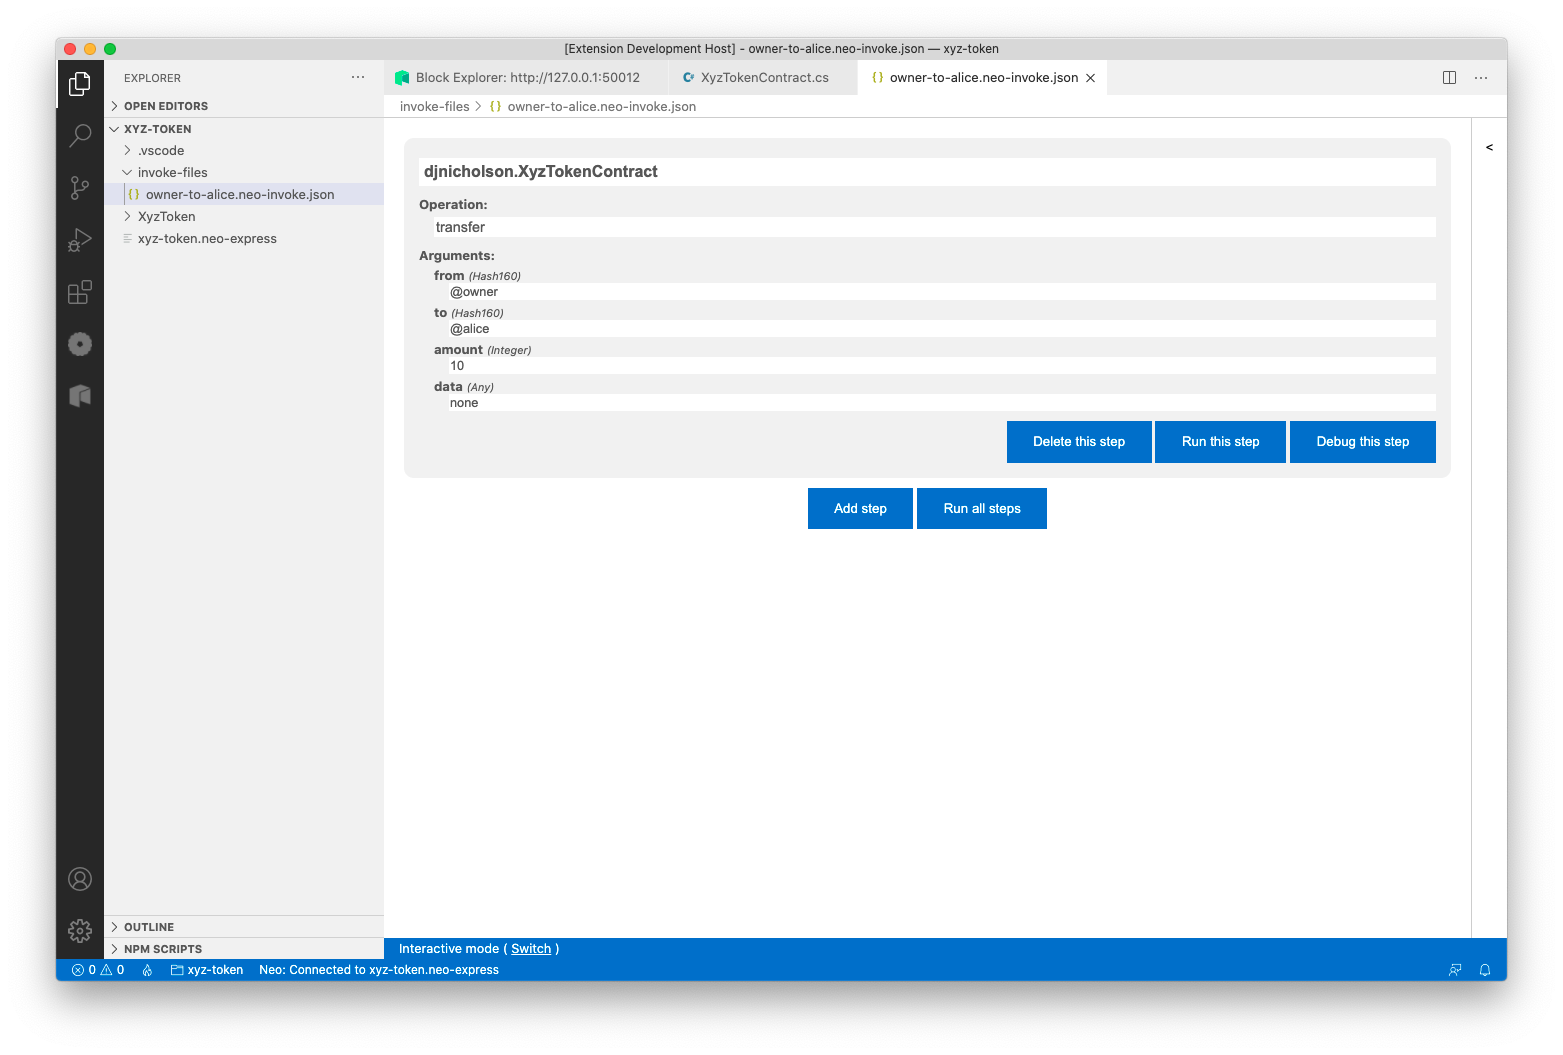 [Extension Development Host] - owner-to-alice.neo-invoke.json — xyz-token
EXPLORER
OPEN EDITORS
XYZ-TOKEN
.vscode
invoke-files
{} owner-to-alice.neo-invoke.json
XyzToken
xyz-token.neo-express
OUTLINE
NPM SCRIPTS
Block Explorer: http://127.0.0.1:50012
C# XyzTokenContract.cs
{} owner-to-alice.neo-invoke.json
invoke-files > {} owner-to-alice.neo-invoke.json
<
djnicholson.XyzTokenContract
Operation:
transfer
Arguments:
from (Hash160)
@owner
to (Hash160)
@alice
amount (Integer)
10
data (Any)
none
Delete this step
Run this step
Debug this step
Add step
Run all steps
Interactive mode ( Switch )
0 0 xyz-token Neo: Connected to xyz-token.neo-express